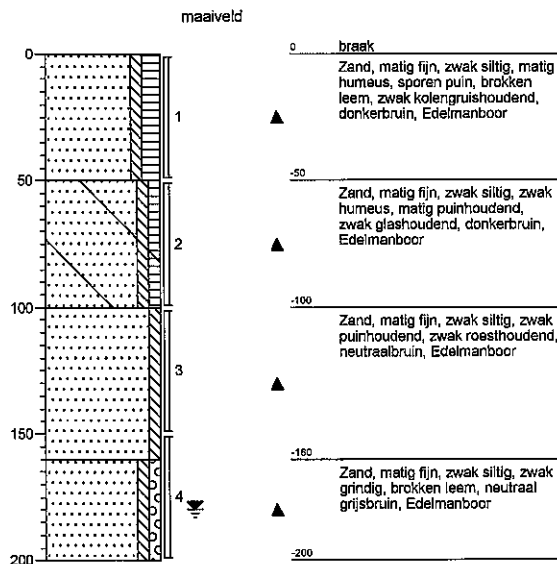 maaiveld
0
0 braak
Zand, matig fijn, zwak siltig, matig
humeus, sporen puin, brokken
leem, zwak kolengruishoudend,
donkerbruin, Edelmanboor
1
50
-50
Zand, matig fijn, zwak siltig, zwak
humeus, matig puinhoudend,
zwak glashoudend, donkerbruin,
Edelmanboor
2
100
-100
Zand, matig fijn, zwak siltig, zwak
puinhoudend, zwak roesthoudend,
neutraalbruin, Edelmanboor
3
150
-160
Zand, matig fijn, zwak siltig, zwak
grindig, brokken leem, neutraal
grijsbruin, Edelmanboor
4
200
-200